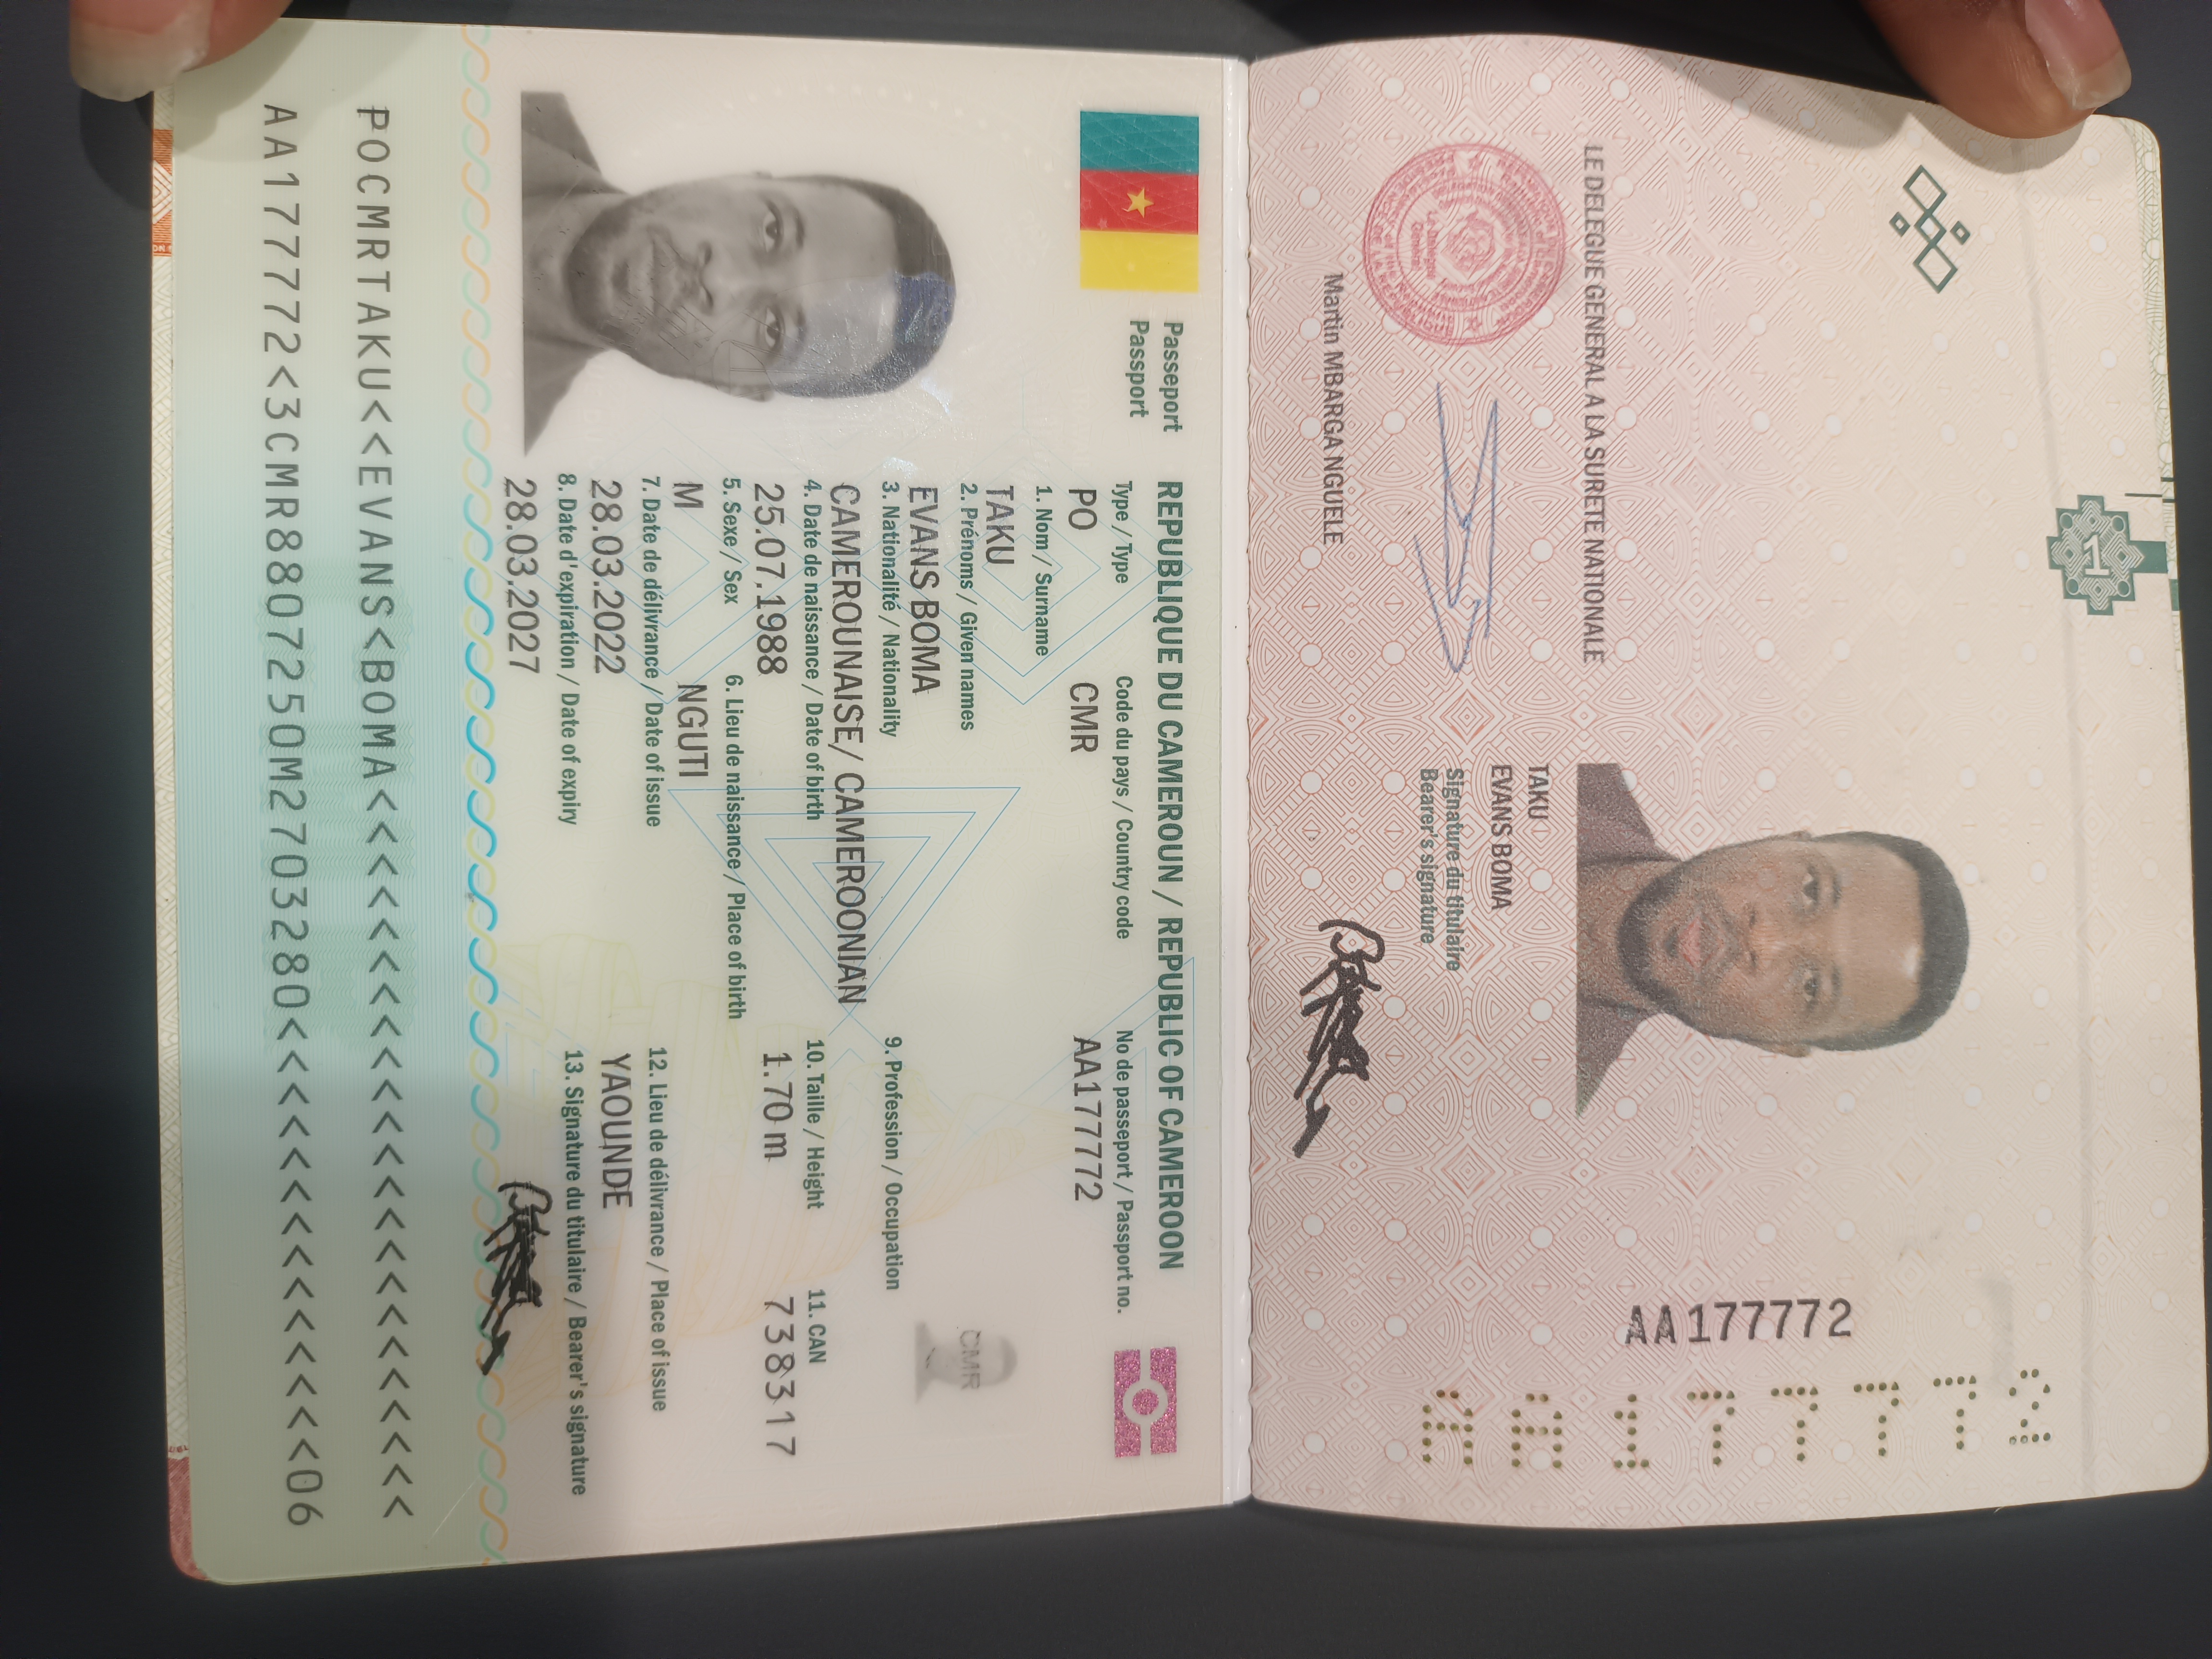 1
LE DELEGUE GENERAL A LA SURETE NATIONALE
Martin MBARGA NGUELE
TAKU
EVANS BOMA
Signature du titulaire
Bearer's signature
AA177772
AA177772
REPUBLIQUE DU CAMEROUN / REPUBLIC OF CAMEROON
Passeport
Passport
Type / Type
Code du pays / Country code
No de passeport / Passport no.
PO
CMR
AA177772
1. Nom / Surname
TAKU
2. Prénoms / Given names
EVANS BOMA
CMR
3. Nationalité / Nationality
9. Profession / Occupation
CAMEROUNAISE/ CAMEROONIAN
4. Date de naissance / Date of birth
10. Taille / Height
11. CAN
25.07.1988
1.70 m
738317
5. Sexe / Sex
6. Lieu de naissance / Place of birth
M
NGUTI
7. Date de délivrance / Date of issue
12. Lieu de délivrance / Place of issue
28.03.2022
YAOUNDE
8. Date d'expiration / Date of expiry
13. Signature du titulaire / Bearer's signature
28.03.2027
POCMRTAKU<<EVANS<BOMA<<<<<<<<<<<<<<<<<<<<<<<
AA177772<3CMR8807250M2703280<<<<<<<<<<<<<<06